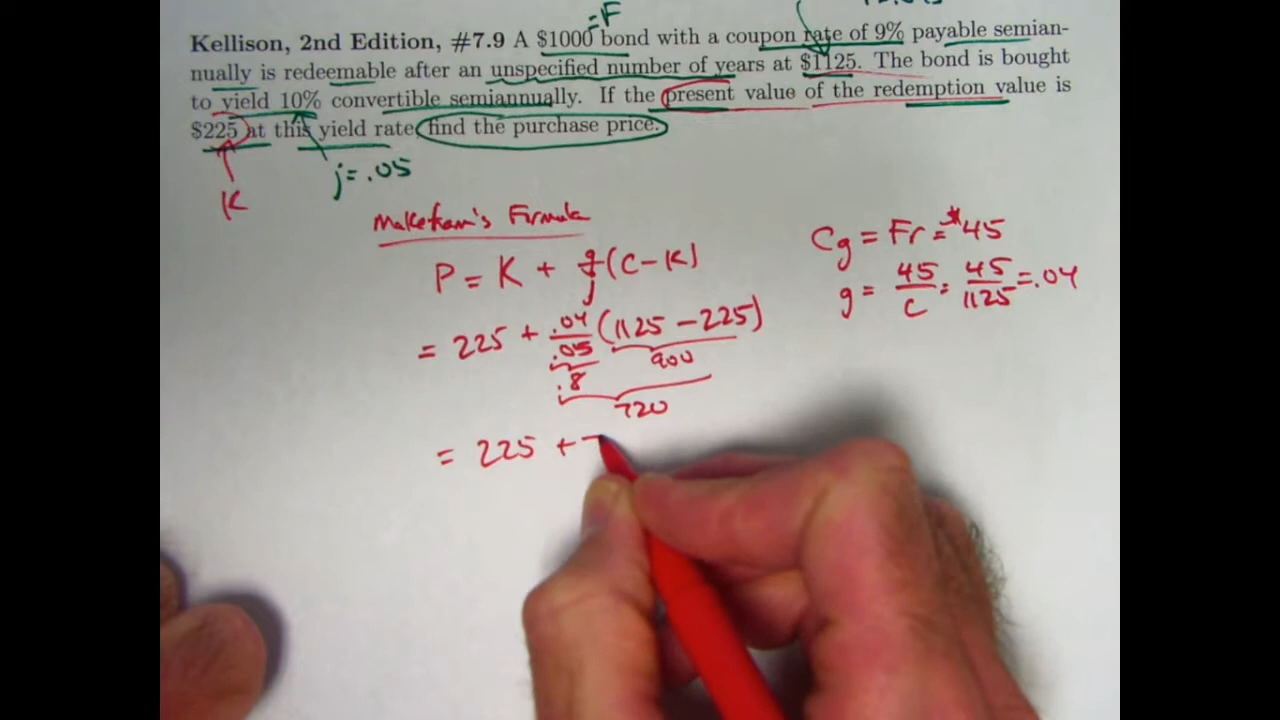 = F
Kellison, 2nd Edition, #7.9 A $1000 bond with a coupon rate of 9% payable semian-
nually is redeemable after an unspecified number of years at $1125. The bond is bought
to yield 10% convertible semiannually. If the present value of the redemption value is
$225 at this yield rate find the purchase price.
K
j = .05
Makeham's Formula
P = K + g/j (C - K)
Cg = Fr = $45
g = 45/C = 45/1125 = .04
= 225 + .04/.05 (1125 - 225)
.8
900
720
= 225 +